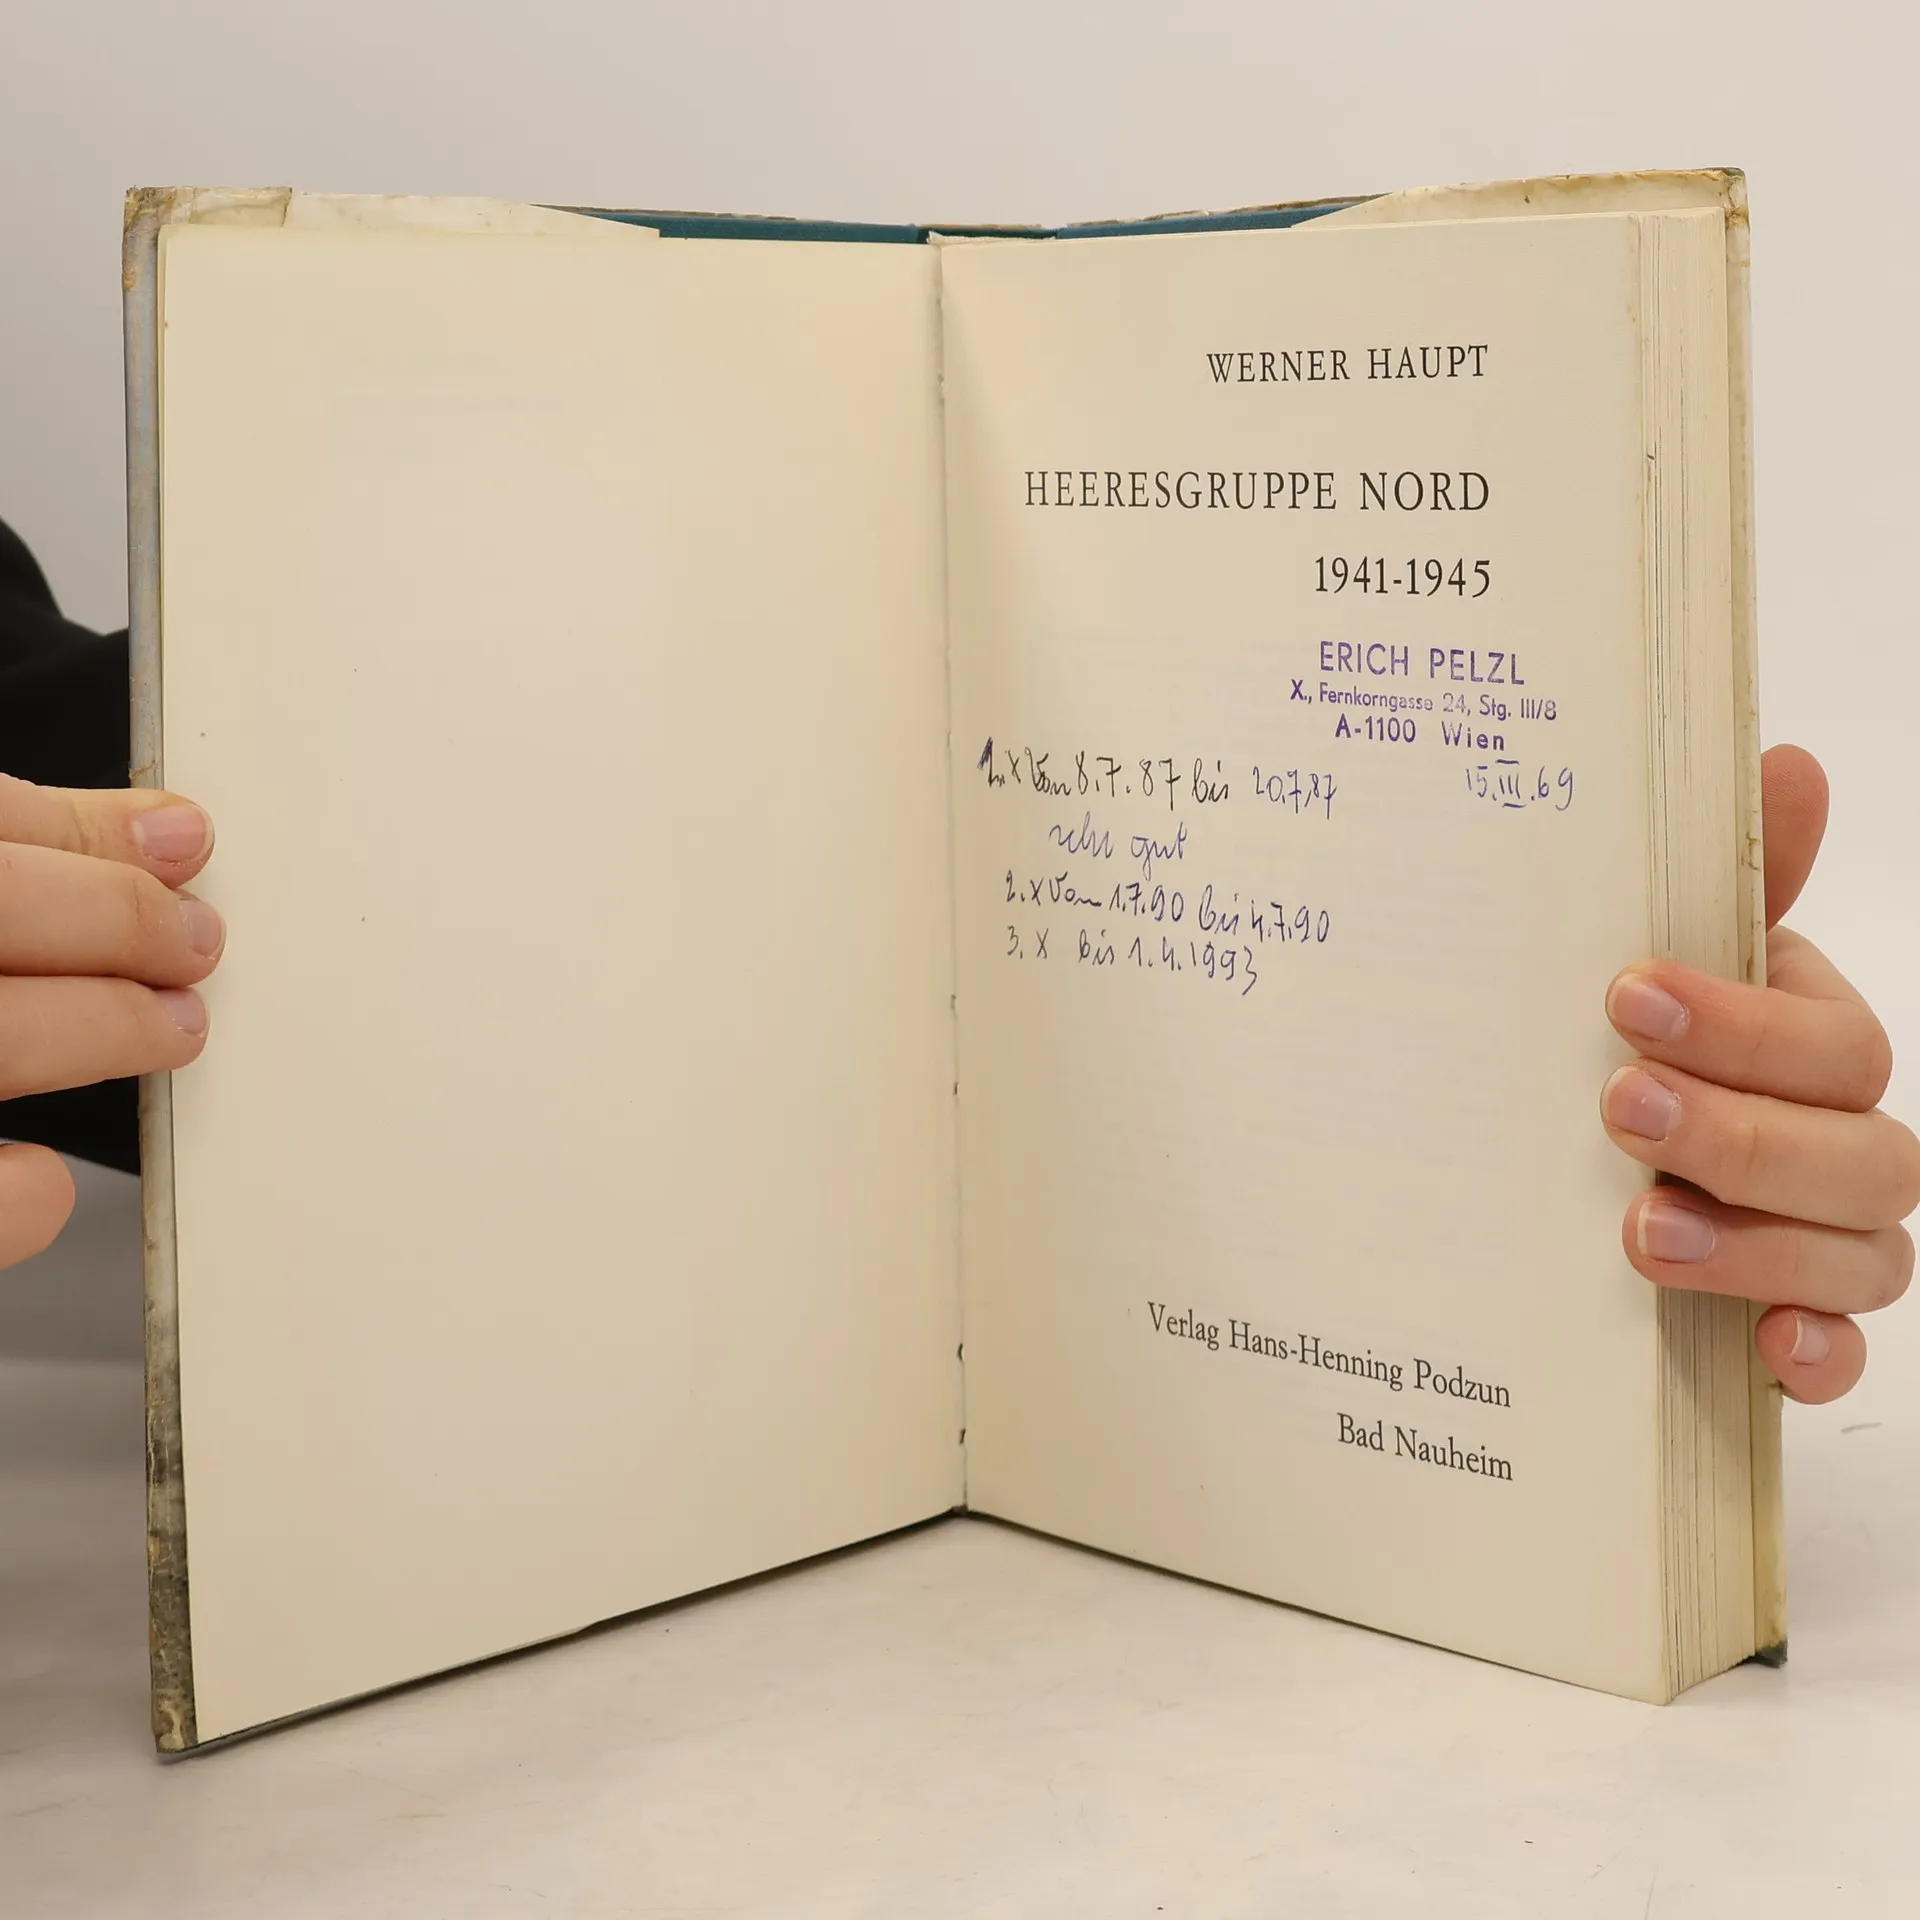 WERNER HAUPT
HEERESGRUPPE NORD
1941-1945
ERICH PELZL
X., Fernkorngasse 24, Stg. III/8
A-1100 Wien
15.III.69
1. x Von 8.7.87 bis 20.7.87
sehr gut
2. x Von 1.7.90 bis 4.7.90
3. x bis 1.4.1993
Verlag Hans-Henning Podzun
Bad Nauheim